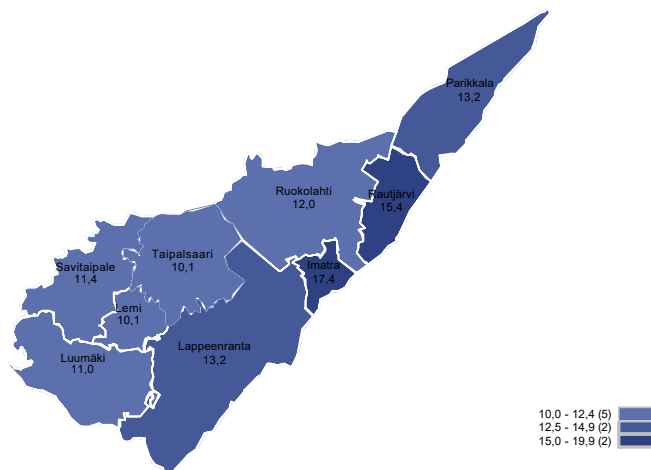 Parikkala
13,2
Ruokolahti
12,0
Rautjärvi
15,4
Taipalsaari
10,1
Savitaipale
11,4
Imatra
17,4
Lemi
10,1
Lappeenranta
13,2
Luumäki
11,0
10,0 - 12,4 (5)
12,5 - 14,9 (2)
15,0 - 19,9 (2)